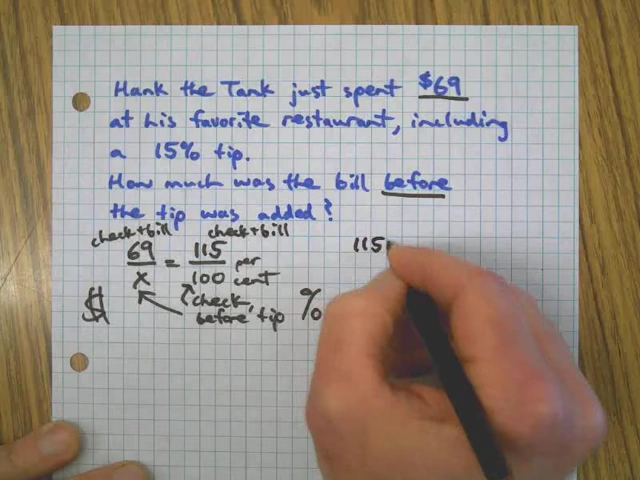 Hank the Tank just spent $69
at his favorite restaurant, including
a 15% tip.
How much was the bill before
the tip was added?
check+bill check+bill
69/x = 115/100 per cent
$ check before tip %
115